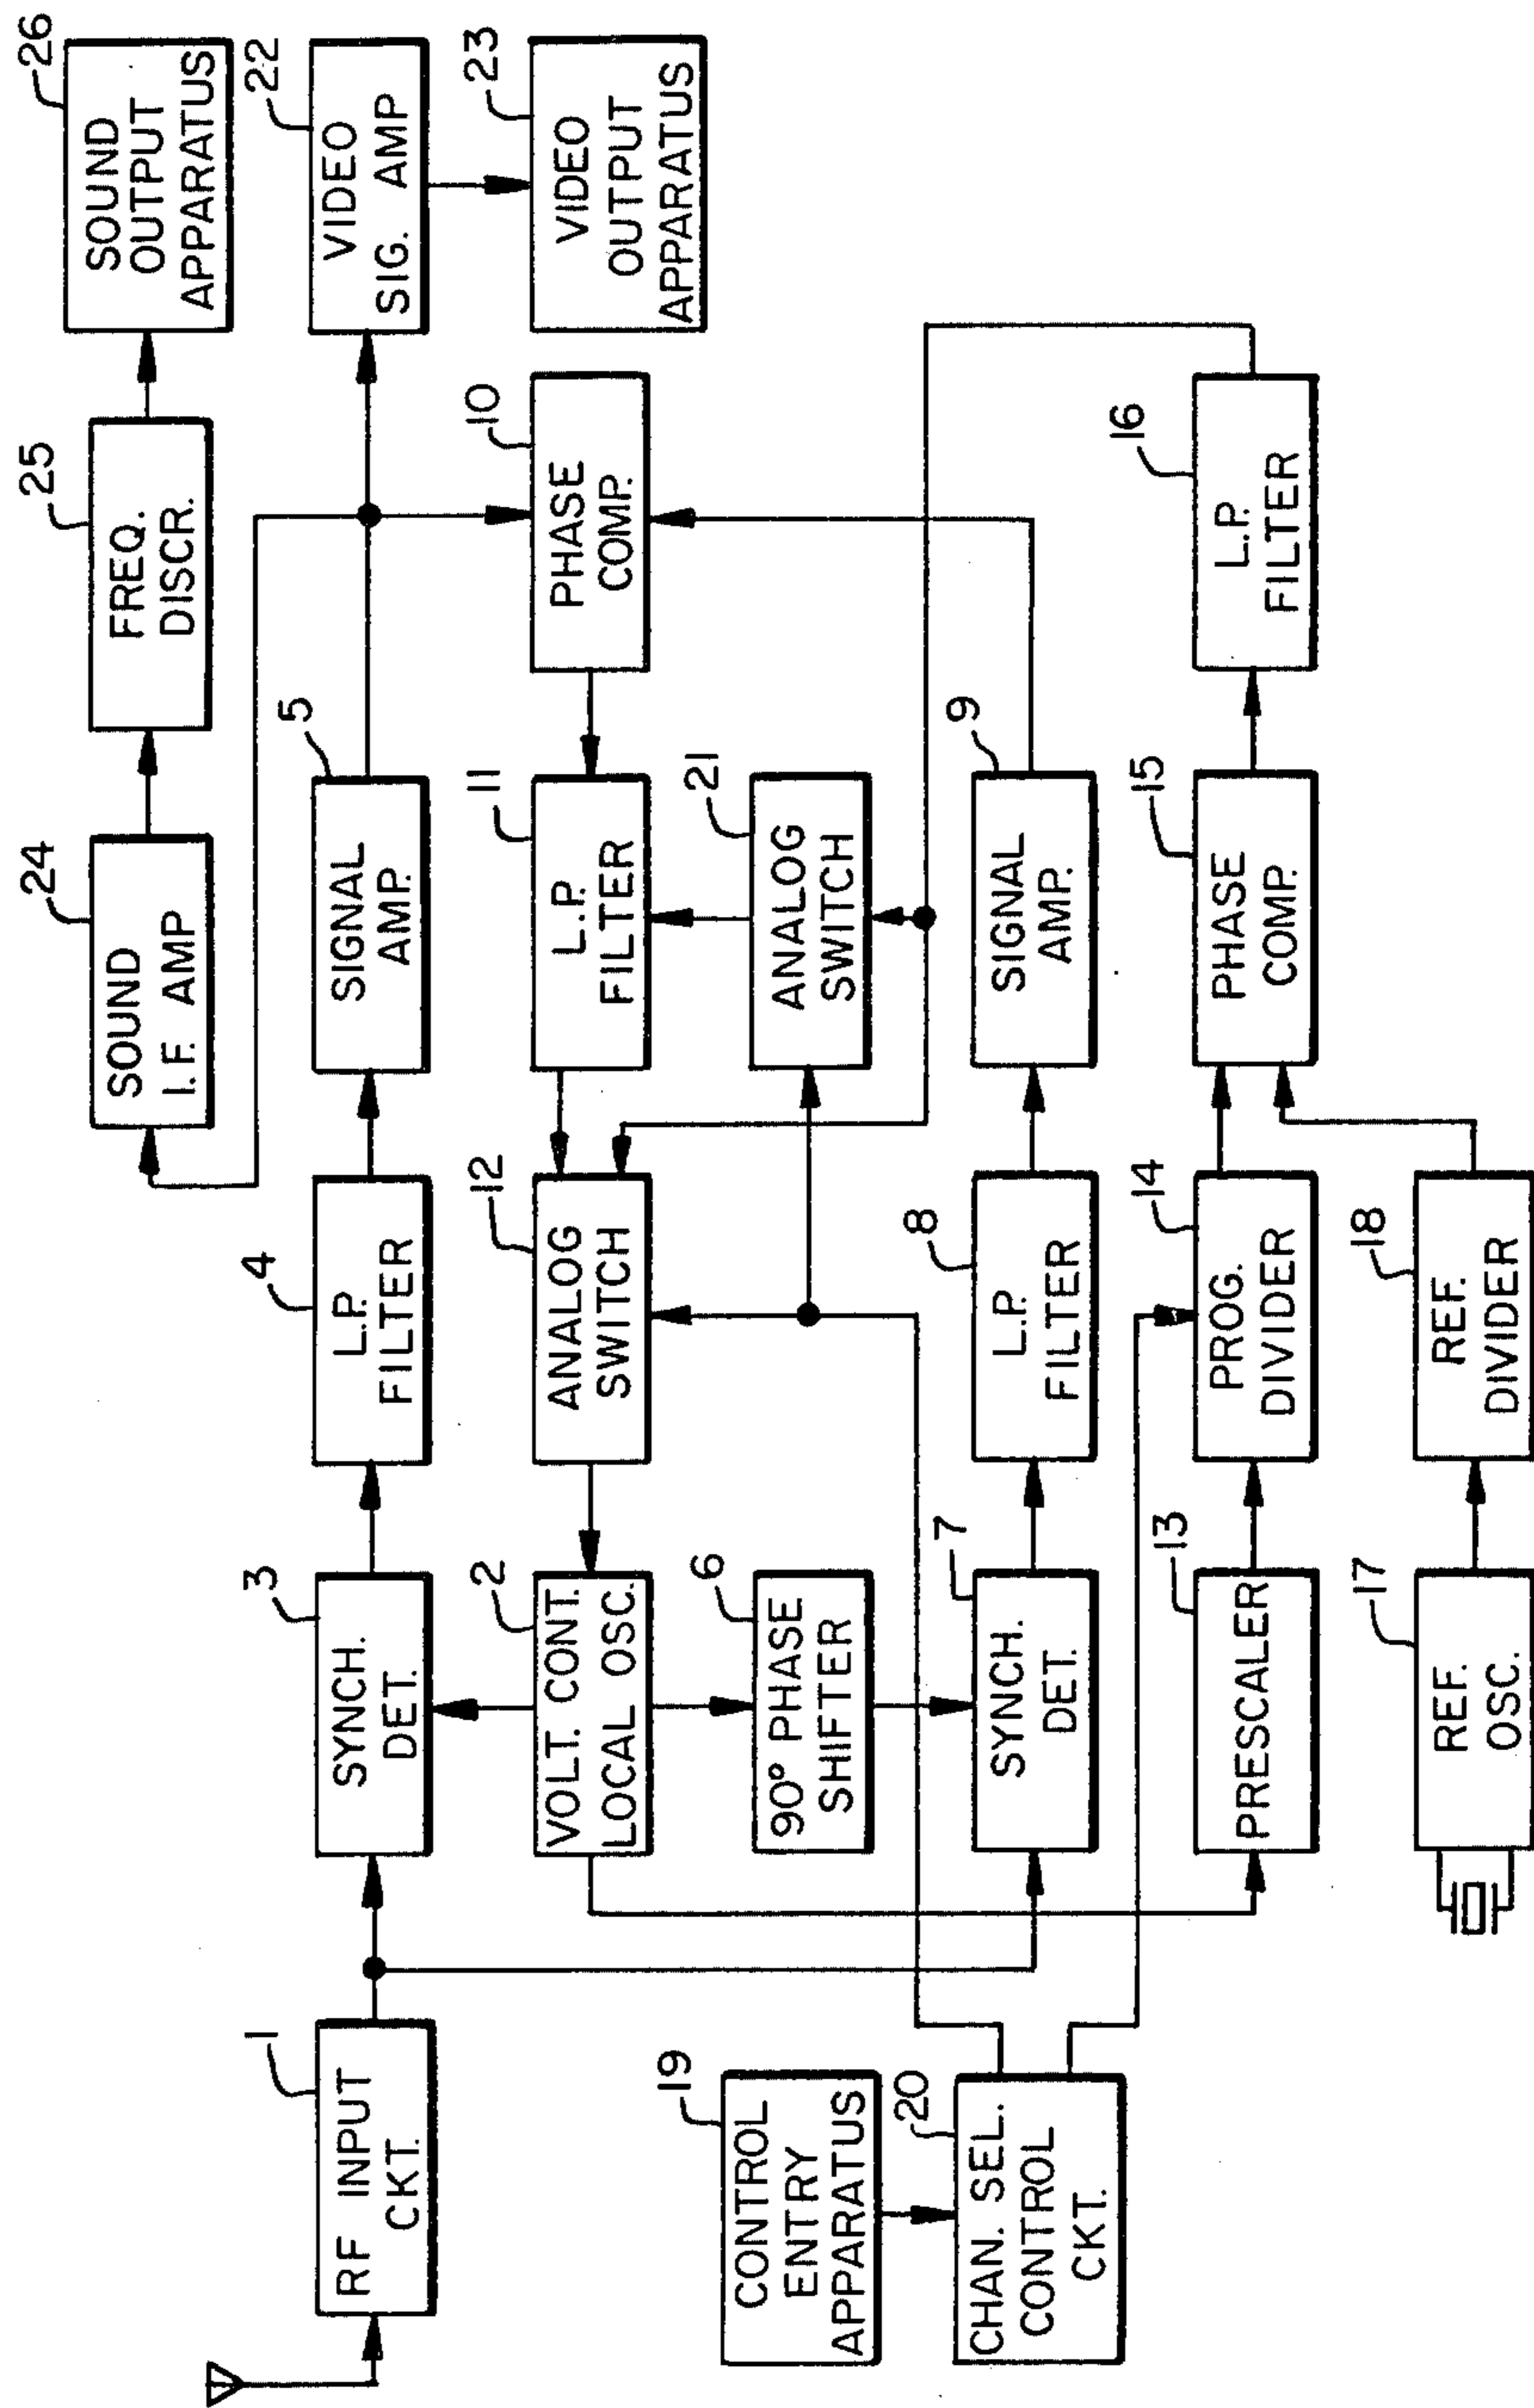 26
SOUND
OUTPUT
APPARATUS
25
FREQ.
DISCR.
24
SOUND
I.F. AMP
22
VIDEO
SIG. AMP
5
SIGNAL
AMP.
4
L.P.
FILTER
3
SYNCH.
DET.
1
RF INPUT
CKT.
23
VIDEO
OUTPUT
APPARATUS
10
PHASE
COMP.
11
L.P.
FILTER
12
ANALOG
SWITCH
2
VOLT. CONT.
LOCAL OSC.
21
ANALOG
SWITCH
6
90° PHASE
SHIFTER
19
CONTROL
ENTRY
APPARATUS
9
SIGNAL
AMP.
8
L.P.
FILTER
7
SYNCH.
DET.
20
CHAN. SEL.
CONTROL
CKT.
16
L.P.
FILTER
15
PHASE
COMP.
14
PROG.
DIVIDER
13
PRESCALER
18
REF.
DIVIDER
17
REF.
OSC.